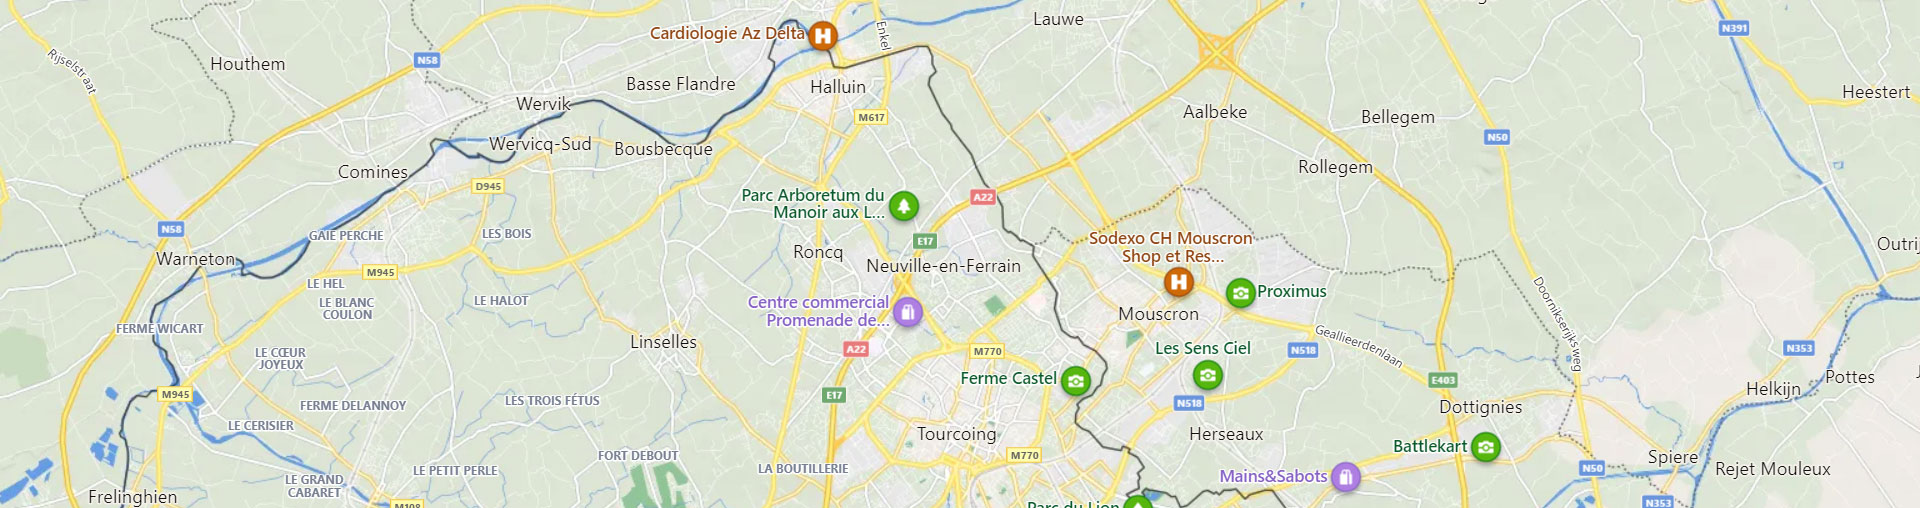 Lauwe
N391
Cardiologie Az Delta
Enkel
Rijselstraat
N58
Houthem
Basse Flandre
Halluin
Heestert
Wervik
Aalbeke
Bellegem
M617
N50
Wervicq-Sud
Bousbecque
Rollegem
Comines
D945
Parc Arboretum du
Manoir aux L...
A22
N58
GAIE PERCHE
LES BOIS
E17
Sodexo CH Mouscron
Shop et Res...
Roncq
Warneton
Neuville-en-Ferrain
M945
LE HEL
LE BLANC
COULON
LE HALOT
Centre commercial
Promenade de...
Proximus
Mouscron
Doornikserijksweg
FERME WICART
Linselles
A22
M770
Les Sens Ciel
N518
Geallieerdenlaan
N353
LE CŒUR
JOYEUX
Ferme Castel
E403
Helkijn
Pottes
M945
E17
FERME DELANNOY
LES TROIS FÉTUS
N518
Dottignies
LE CERISIER
Tourcoing
Herseaux
Battlekart
FORT DEBOUT
M770
Spiere
LE PETIT PERLE
LA BOUTILLERIE
Mains&Sabots
N50
Rejet Mouleux
LE GRAND
CABARET
Frelinghien
N353
Parc du Lion